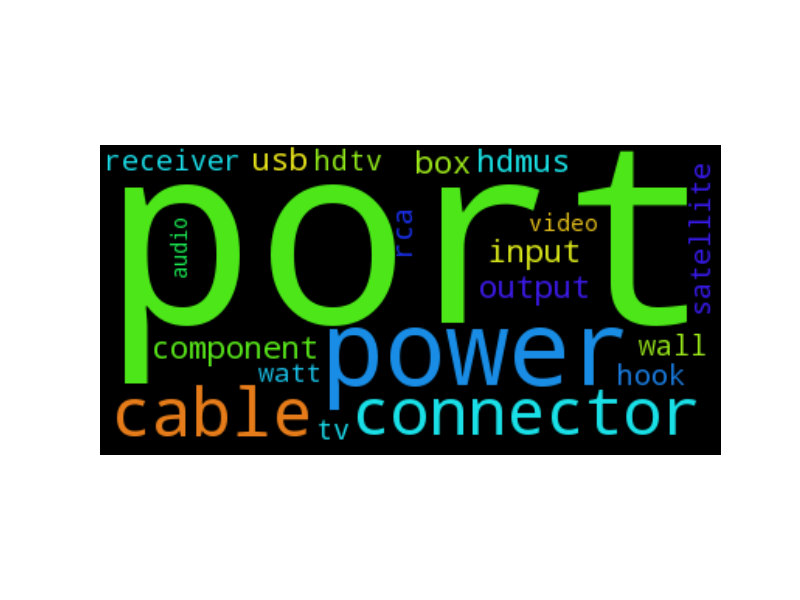 receiver usb hdtv box hdmus
port
satellite
audio
rca
video
input
output
component
power
wall
watt
hook
cable
connector
tv